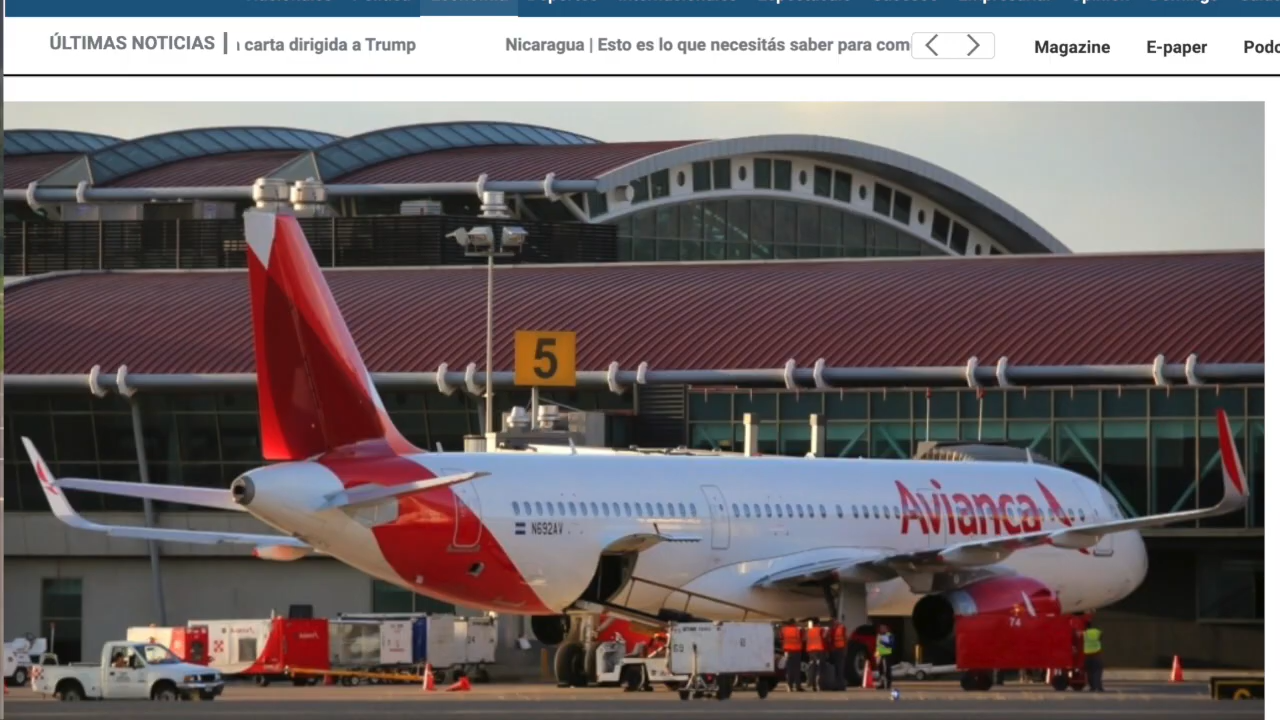 ÚLTIMAS NOTICIAS
carta dirigida a Trump
Nicaragua | Esto es lo que necesitás saber para com
Magazine
E-paper
Podc
5
Avianca
N692AV
74